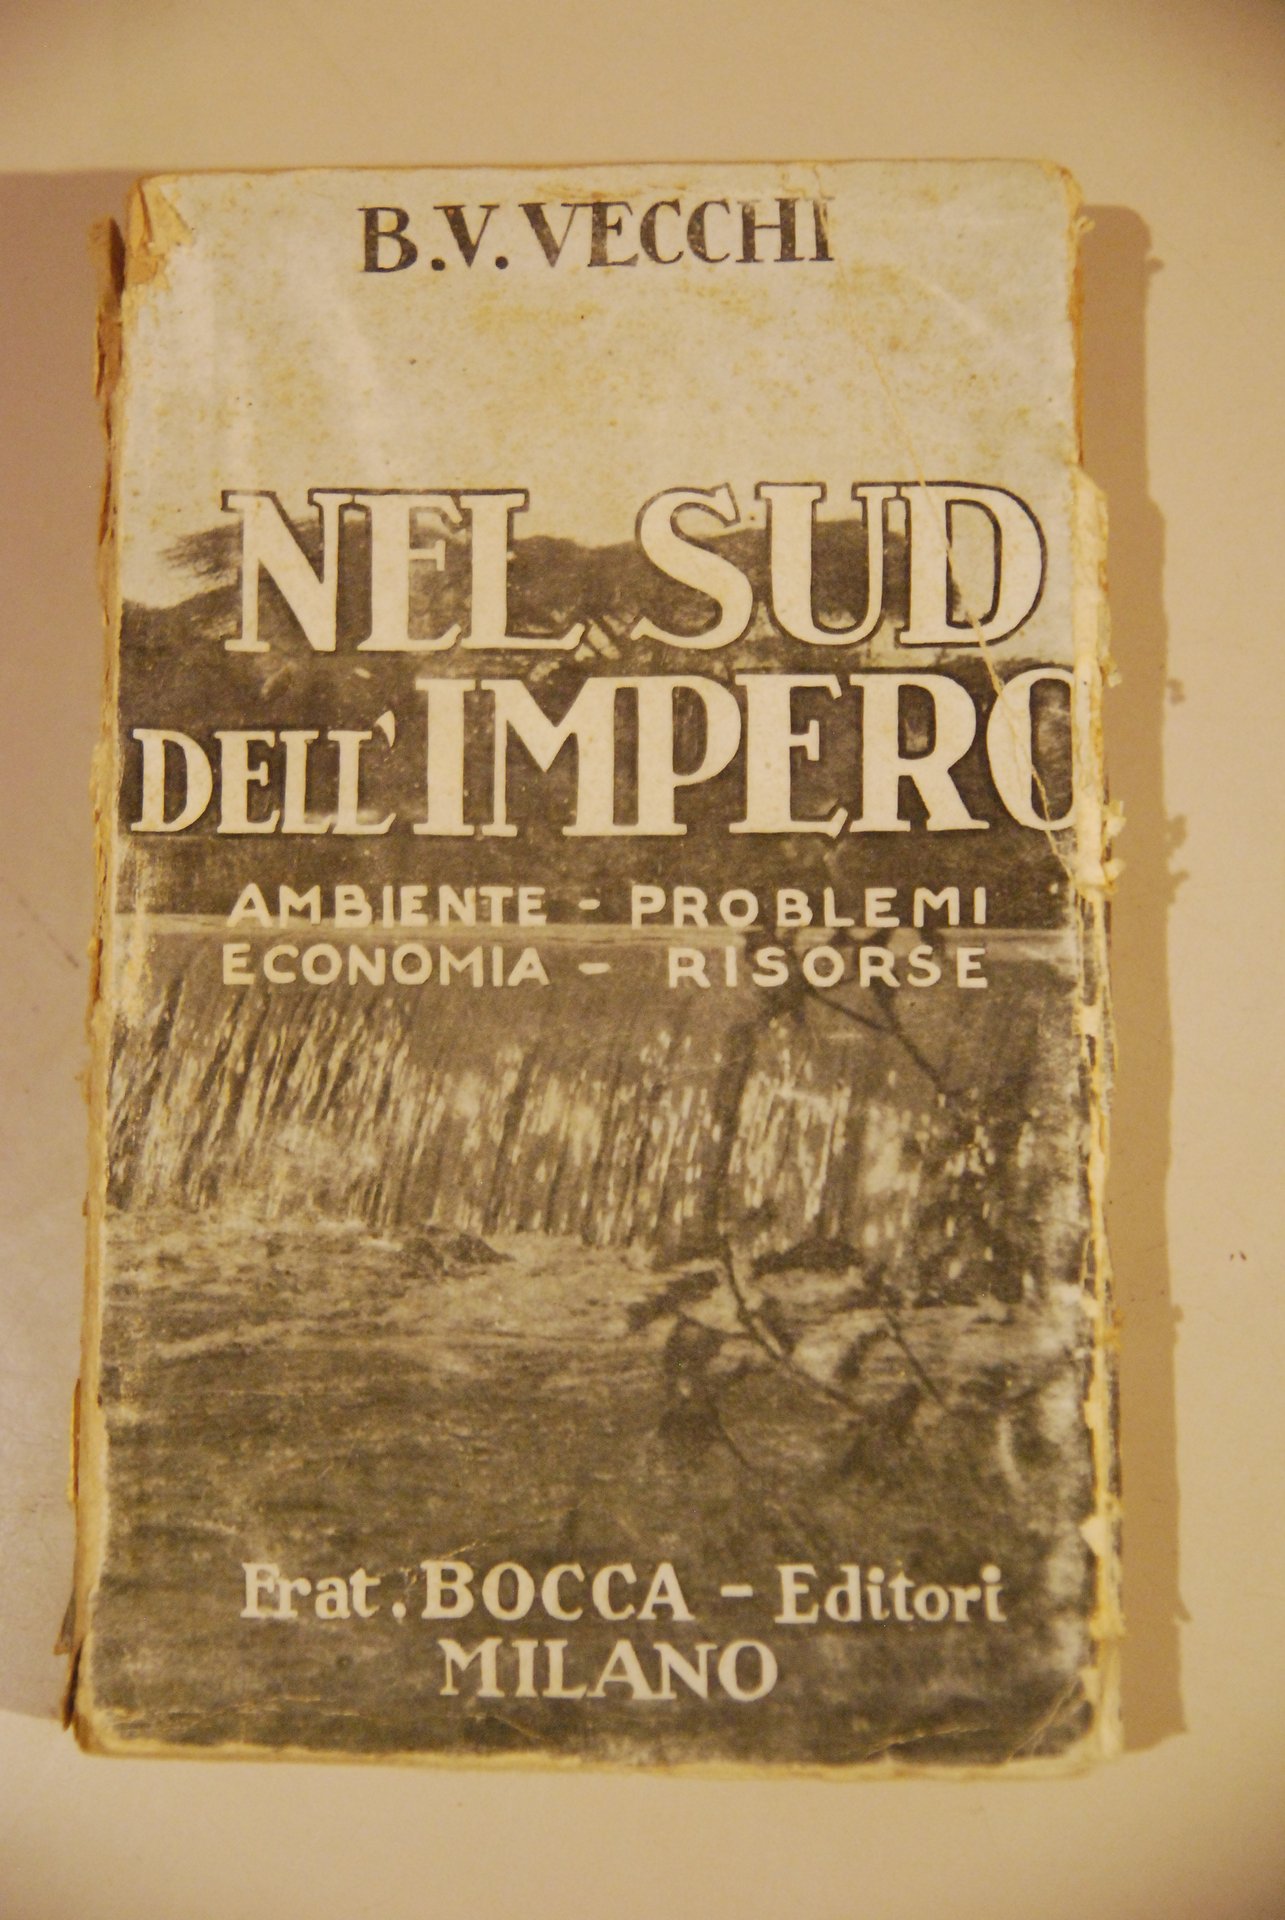 B. V. VECCHI
NEL SUD
DELL'IMPERO
AMBIENTE - PROBLEMI
ECONOMIA - RISORSE
Frat. BOCCA - Editori
MILANO